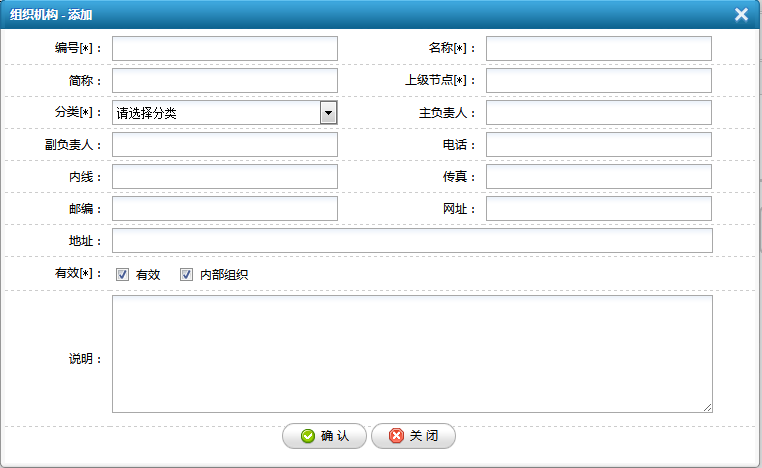 组织机构 - 添加
编号[*]： 名称[*]：
简称： 上级节点[*]：
分类[*]： 请选择分类 主负责人：
副负责人： 电话：
内线： 传真：
邮编： 网址：
地址：
有效[*]： 有效 内部组织
说明：
确 认 关 闭